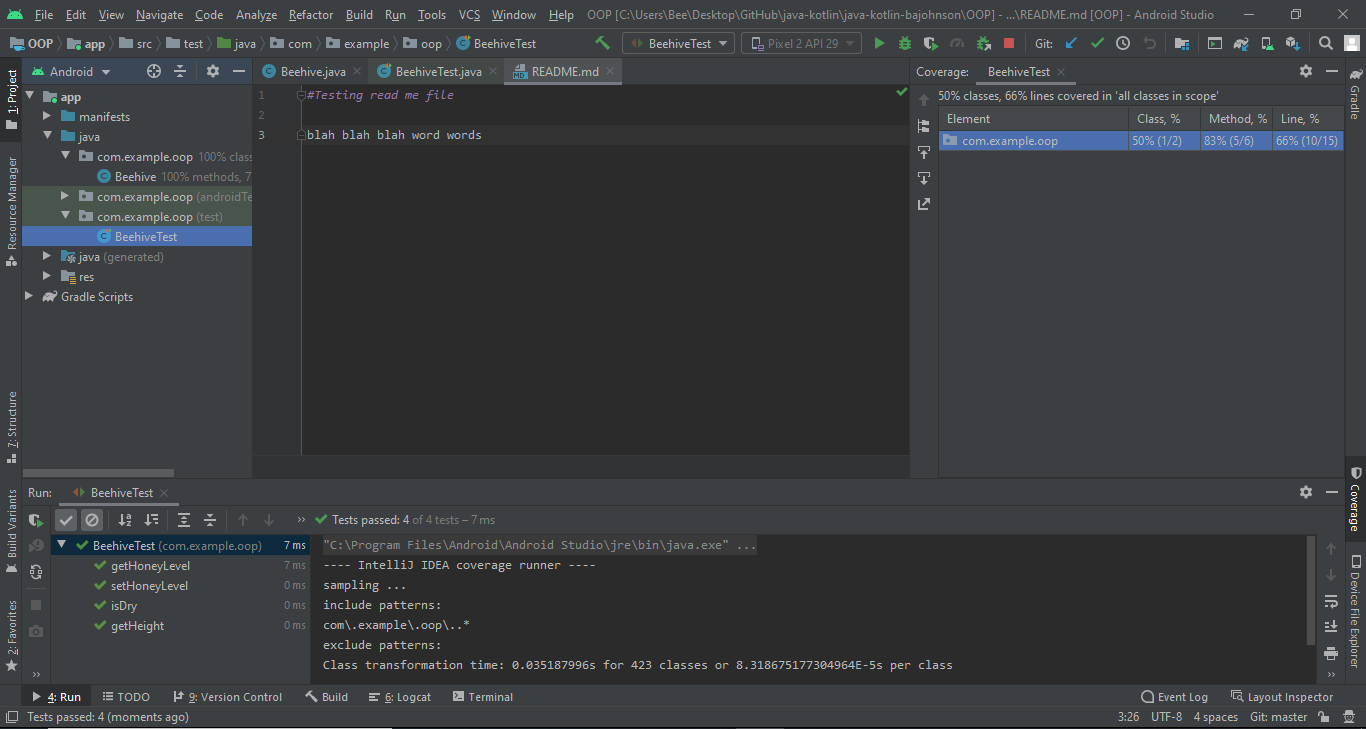 File Edit View Navigate Code Analyze Refactor Build Run Tools VCS Window Help OOP [C:\Users\Bee\Desktop\GitHub\java-kotlin\java-kotlin-bajohnson\OOP] - ...\README.md [OOP] - Android Studio
OOP app src test java com example oop BeehiveTest BeehiveTest Pixel 2 API 29 Git:
1: Project
Resource Manager
7: Structure
Build Variants
2: Favorites
Android
app
manifests
java
com.example.oop 100% clas
Beehive 100% methods, 7
com.example.oop (androidTe
com.example.oop (test)
BeehiveTest
java (generated)
res
Gradle Scripts
Beehive.java BeehiveTest.java README.md
1 #Testing read me file
2
3 blah blah blah word words
Coverage: BeehiveTest
50% classes, 66% lines covered in 'all classes in scope'
Element Class, % Method, % Line, %
com.example.oop 50% (1/2) 83% (5/6) 66% (10/15)
Gradle
Coverage
Device File Explorer
Run: BeehiveTest
Tests passed: 4 of 4 tests – 7 ms
BeehiveTest (com.example.oop) 7 ms
getHoneyLevel 7 ms
setHoneyLevel 0 ms
isDry 0 ms
getHeight 0 ms
"C:\Program Files\Android\Android Studio\jre\bin\java.exe" ...
---- IntelliJ IDEA coverage runner ----
sampling ...
include patterns:
com\.example\.oop\..*
exclude patterns:
Class transformation time: 0.035187996s for 423 classes or 8.318675177304964E-5s per class
4: Run TODO 9: Version Control Build 6: Logcat Terminal Event Log Layout Inspector
Tests passed: 4 (moments ago) 3:26 UTF-8 4 spaces Git: master